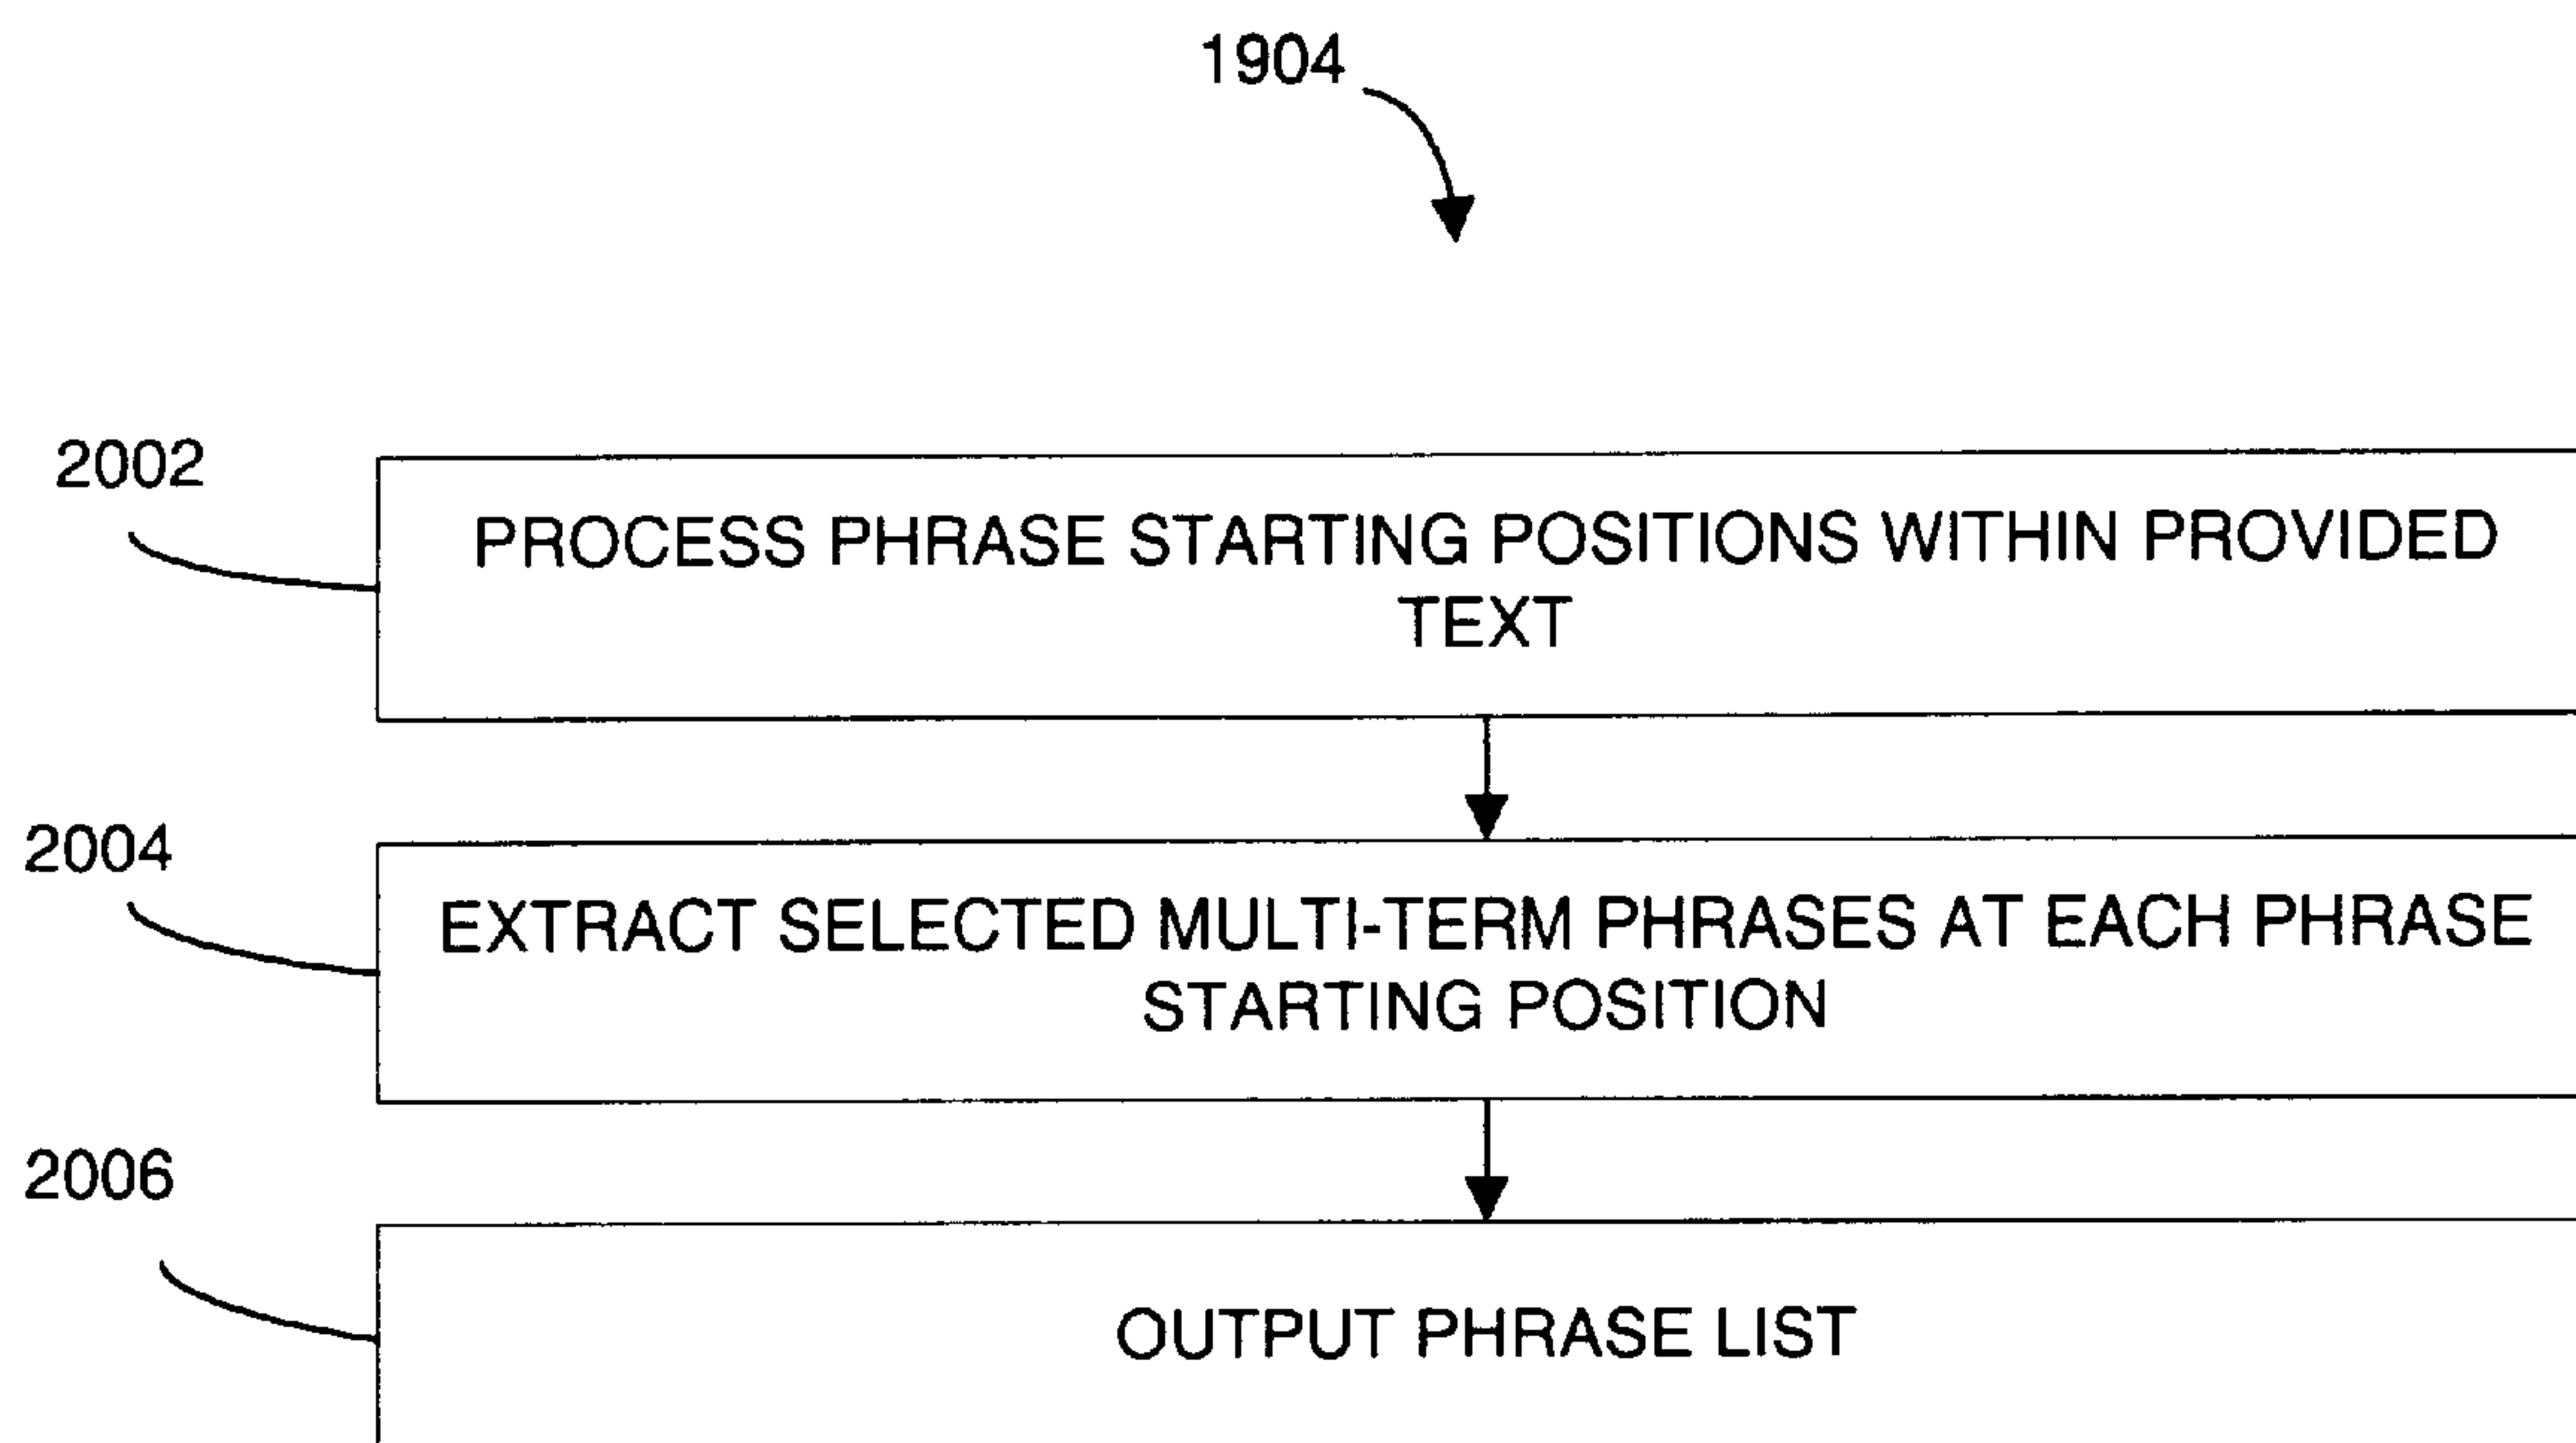 1904
2002
PROCESS PHRASE STARTING POSITIONS WITHIN PROVIDED
TEXT
2004
EXTRACT SELECTED MULTI-TERM PHRASES AT EACH PHRASE
STARTING POSITION
2006
OUTPUT PHRASE LIST